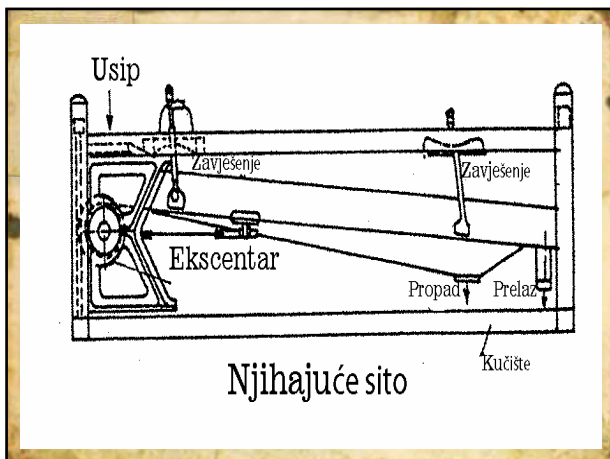 Usip
Zavješenje
Zavješenje
Ekscentar
Propad
Prelaz
Kučište
Njihajuće sito